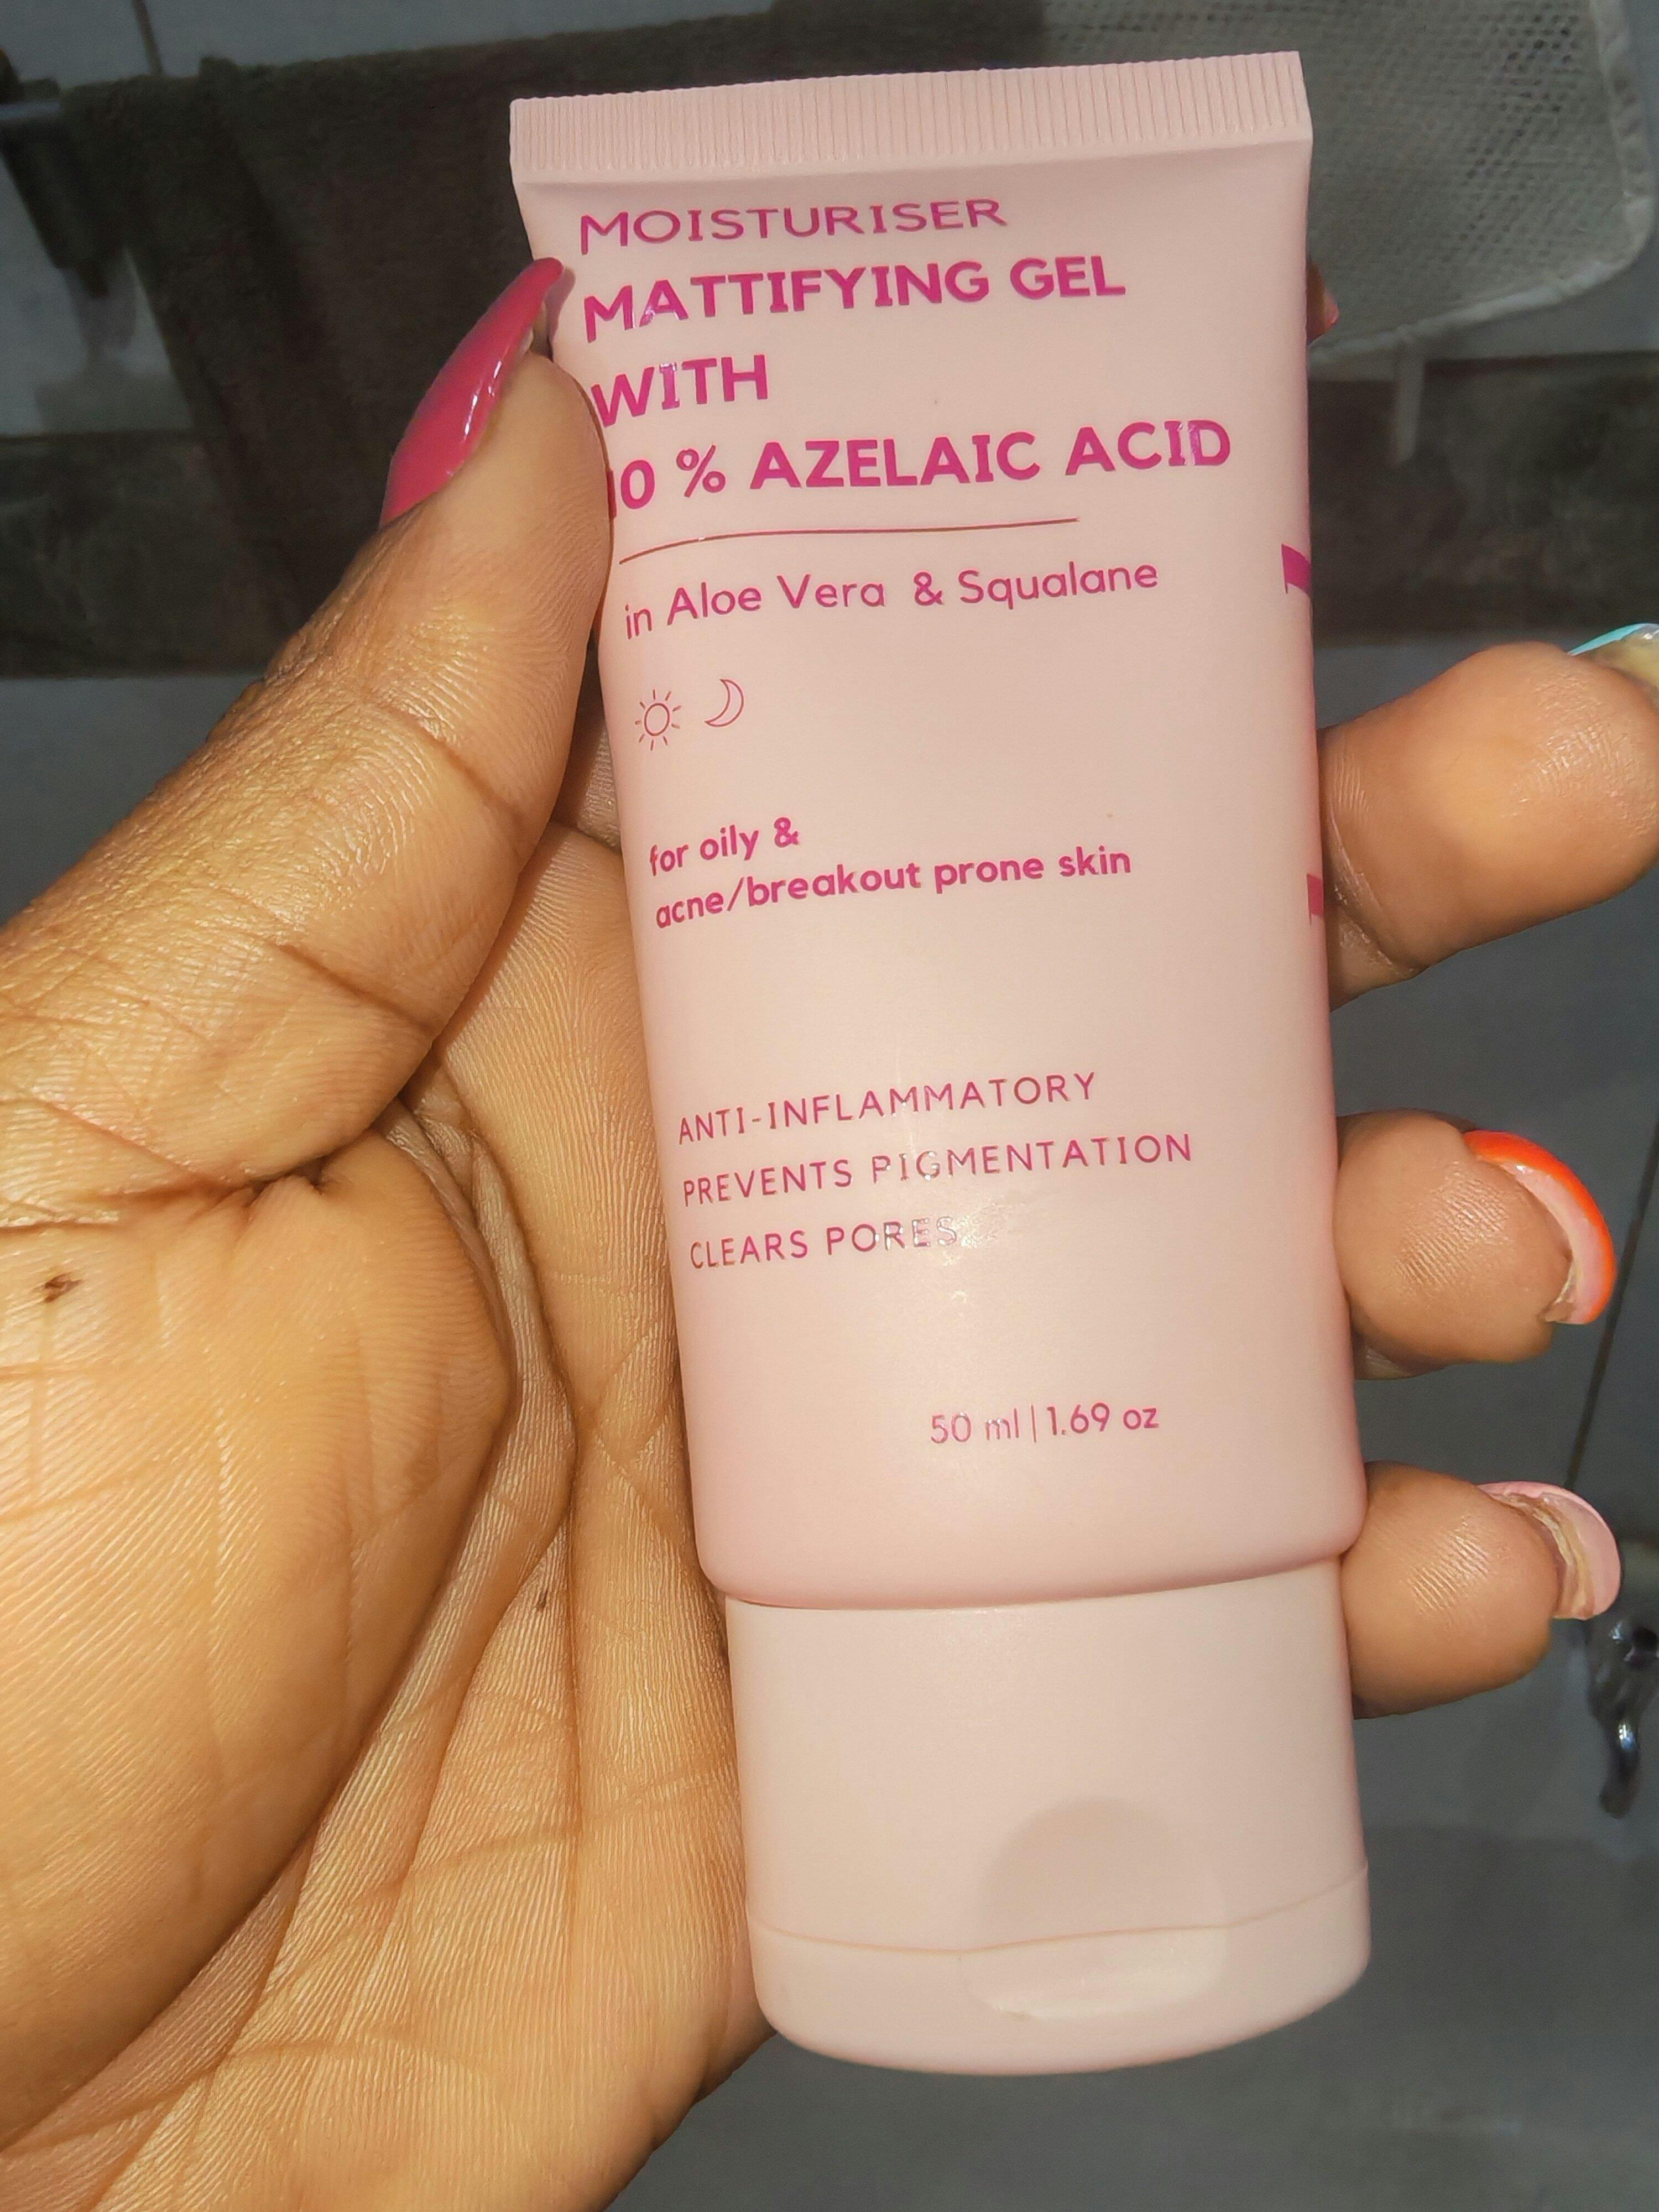 MOISTURISER
MATTIFYING GEL
WITH
10 % AZELAIC ACID
in Aloe Vera & Squalane
for oily &
acne/breakout prone skin
ANTI-INFLAMMATORY
PREVENTS PIGMENTATION
CLEARS PORES
50 ml | 1.69 oz